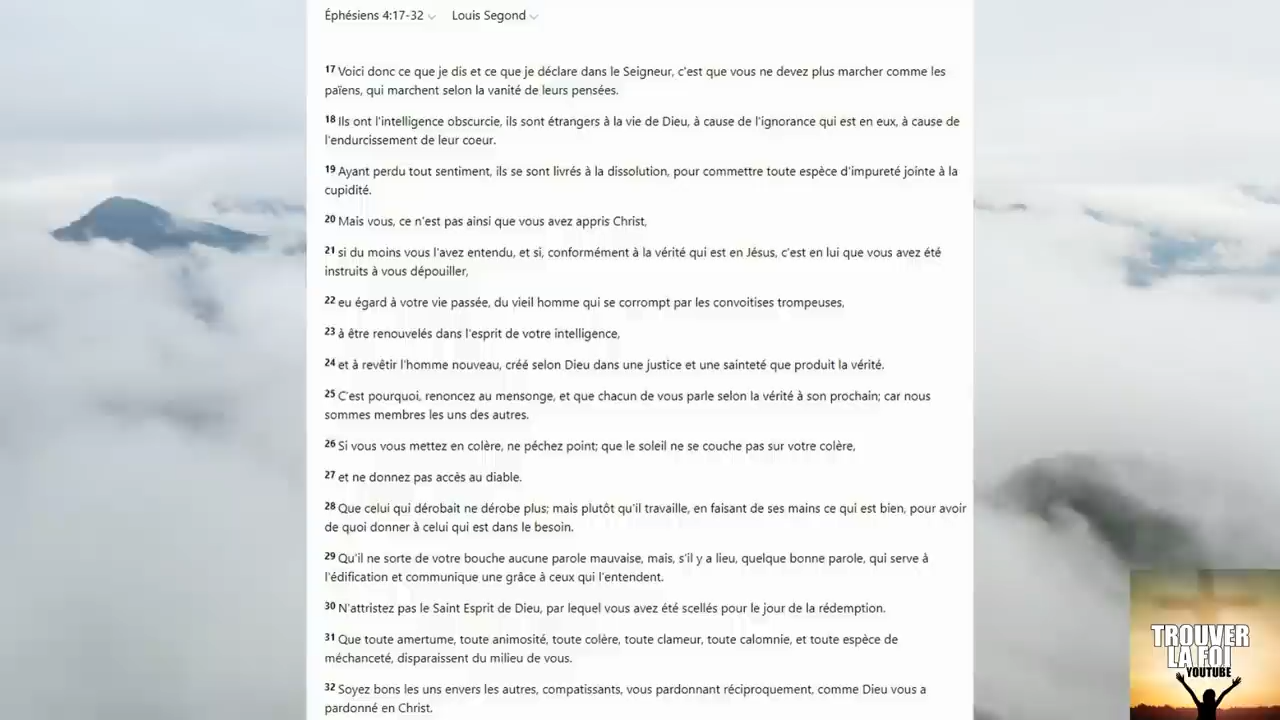 Éphésiens 4:17-32 Louis Segond
17 Voici donc ce que je dis et ce que je déclare dans le Seigneur, c'est que vous ne devez plus marcher comme les
païens, qui marchent selon la vanité de leurs pensées.
18 Ils ont l'intelligence obscurcie, ils sont étrangers à la vie de Dieu, à cause de l'ignorance qui est en eux, à cause de
l'endurcissement de leur coeur.
19 Ayant perdu tout sentiment, ils se sont livrés à la dissolution, pour commettre toute espèce d'impureté jointe à la
cupidité.
20 Mais vous, ce n'est pas ainsi que vous avez appris Christ,
21 si du moins vous l'avez entendu, et si, conformément à la vérité qui est en Jésus, c'est en lui que vous avez été
instruits à vous dépouiller,
22 eu égard à votre vie passée, du vieil homme qui se corrompt par les convoitises trompeuses,
23 à être renouvelés dans l'esprit de votre intelligence,
24 et à revêtir l'homme nouveau, créé selon Dieu dans une justice et une sainteté que produit la vérité.
25 C'est pourquoi, renoncez au mensonge, et que chacun de vous parle selon la vérité à son prochain; car nous
sommes membres les uns des autres.
26 Si vous vous mettez en colère, ne péchez point; que le soleil ne se couche pas sur votre colère,
27 et ne donnez pas accès au diable.
28 Que celui qui dérobait ne dérobe plus; mais plutôt qu'il travaille, en faisant de ses mains ce qui est bien, pour avoir
de quoi donner à celui qui est dans le besoin.
29 Qu'il ne sorte de votre bouche aucune parole mauvaise, mais, s'il y a lieu, quelque bonne parole, qui serve à
l'édification et communique une grâce à ceux qui l'entendent.
30 N'attristez pas le Saint Esprit de Dieu, par lequel vous avez été scellés pour le jour de la rédemption.
31 Que toute amertume, toute animosité, toute colère, toute clameur, toute calomnie, et toute espèce de
méchanceté, disparaissent du milieu de vous.
32 Soyez bons les uns envers les autres, compatissants, vous pardonnant réciproquement, comme Dieu vous a
pardonné en Christ.
TROUVER
LA FOI
YOUTUBE